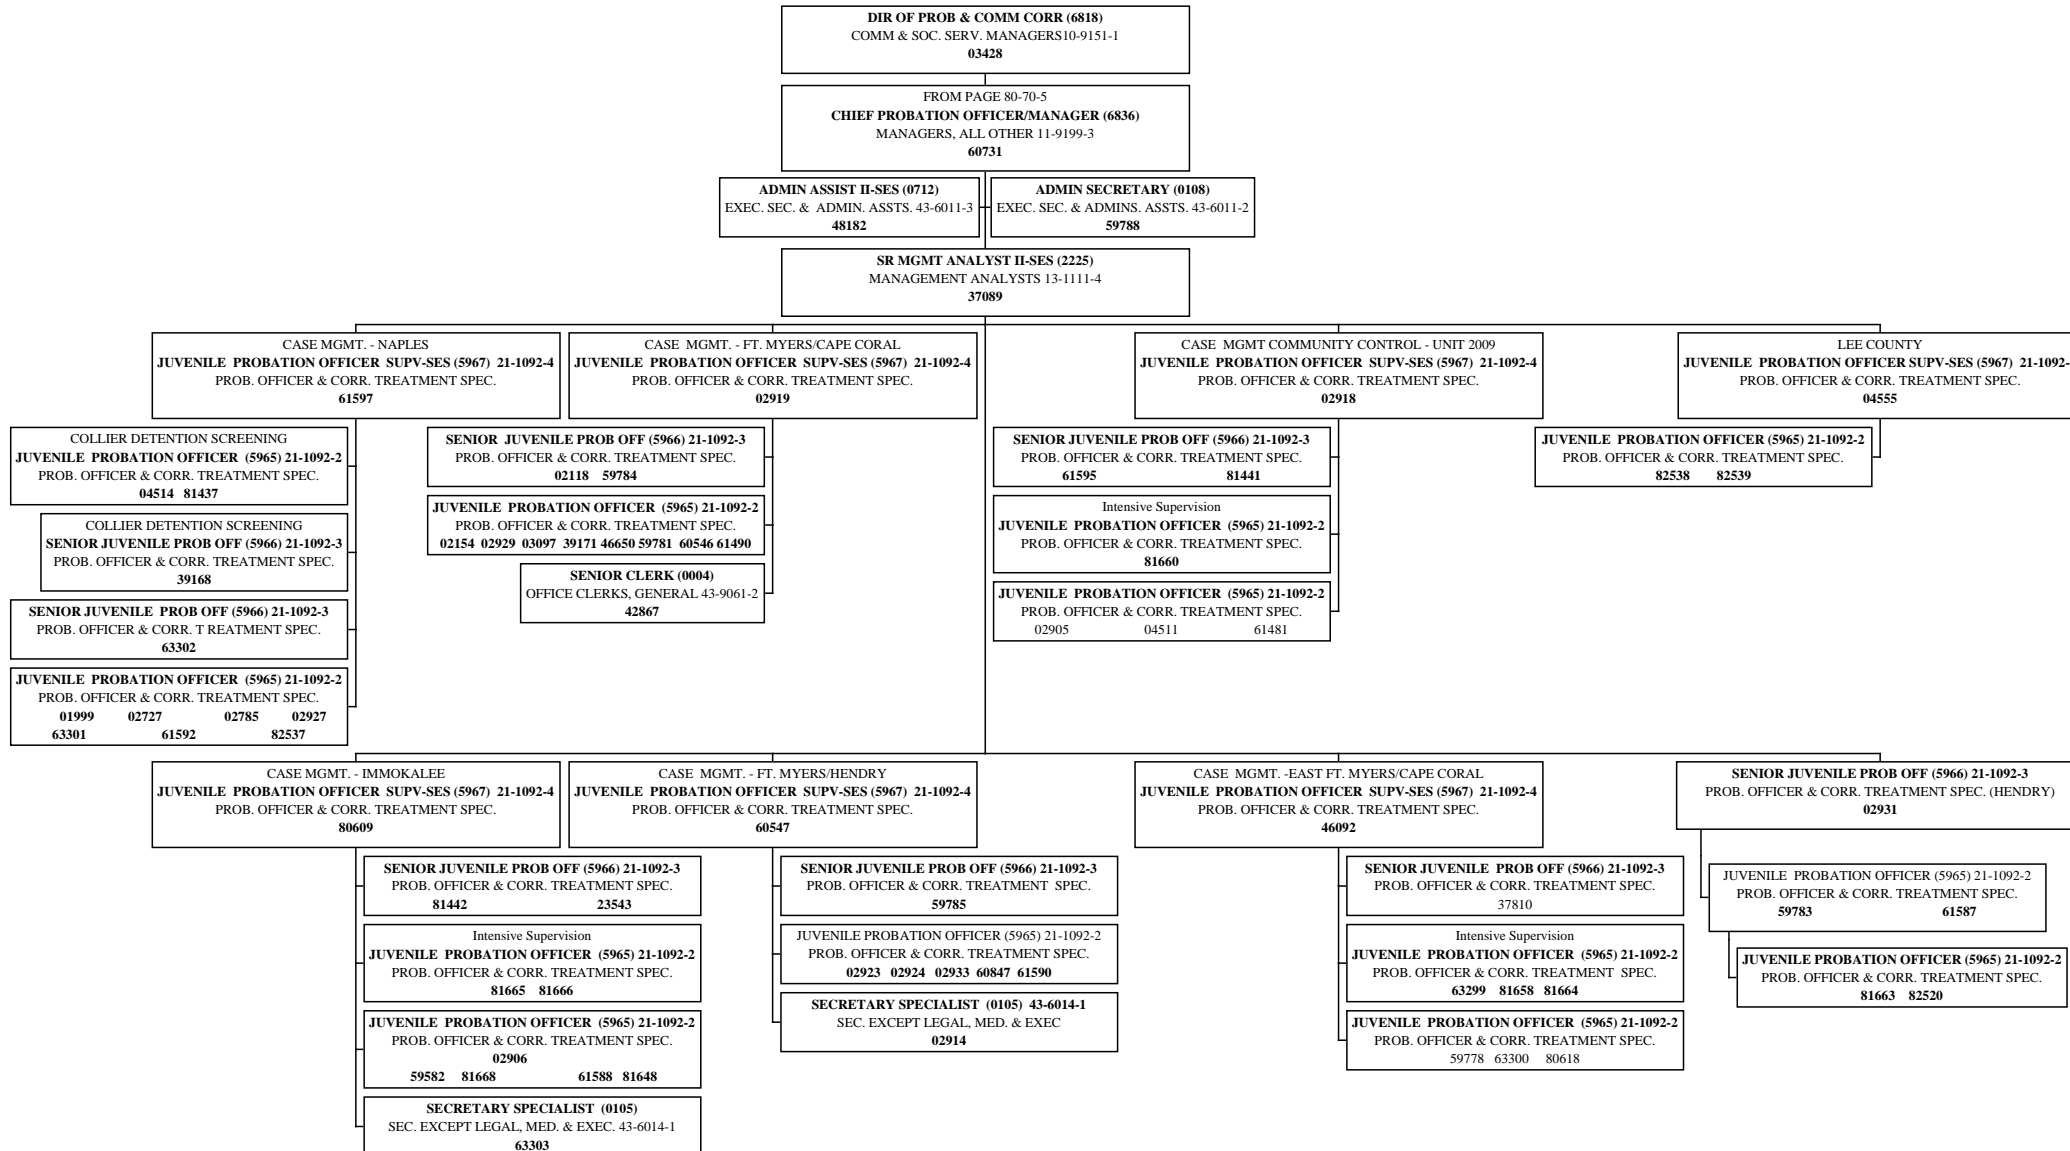 DIR OF PROB & COMM CORR (6818)
COMM & SOC. SERV. MANAGERS10-9151-1
03428
FROM PAGE 80-70-5
CHIEF PROBATION OFFICER/MANAGER (6836)
MANAGERS, ALL OTHER 11-9199-3
60731
ADMIN ASSIST II-SES (0712)
EXEC. SEC. & ADMIN. ASSTS. 43-6011-3
48182
ADMIN SECRETARY (0108)
EXEC. SEC. & ADMINS. ASSTS. 43-6011-2
59788
SR MGMT ANALYST II-SES (2225)
MANAGEMENT ANALYSTS 13-1111-4
37089
CASE MGMT. - NAPLES
JUVENILE PROBATION OFFICER SUPV-SES (5967) 21-1092-4
PROB. OFFICER & CORR. TREATMENT SPEC.
61597
COLLIER DETENTION SCREENING
JUVENILE PROBATION OFFICER (5965) 21-1092-2
PROB. OFFICER & CORR. TREATMENT SPEC.
04514 81437
COLLIER DETENTION SCREENING
SENIOR JUVENILE PROB OFF (5966) 21-1092-3
PROB. OFFICER & CORR. TREATMENT SPEC.
39168
SENIOR JUVENILE PROB OFF (5966) 21-1092-3
PROB. OFFICER & CORR. T REATMENT SPEC.
63302
JUVENILE PROBATION OFFICER (5965) 21-1092-2
PROB. OFFICER & CORR. TREATMENT SPEC.
01999 02727 02785 02927
63301 61592 82537
CASE MGMT. - FT. MYERS/CAPE CORAL
JUVENILE PROBATION OFFICER SUPV-SES (5967) 21-1092-4
PROB. OFFICER & CORR. TREATMENT SPEC.
02919
SENIOR JUVENILE PROB OFF (5966) 21-1092-3
PROB. OFFICER & CORR. TREATMENT SPEC.
02118 59784
JUVENILE PROBATION OFFICER (5965) 21-1092-2
PROB. OFFICER & CORR. TREATMENT SPEC.
02154 02929 03097 39171 46650 59781 60546 61490
SENIOR CLERK (0004)
OFFICE CLERKS, GENERAL 43-9061-2
42867
CASE MGMT COMMUNITY CONTROL - UNIT 2009
JUVENILE PROBATION OFFICER SUPV-SES (5967) 21-1092-4
PROB. OFFICER & CORR. TREATMENT SPEC.
02918
SENIOR JUVENILE PROB OFF (5966) 21-1092-3
PROB. OFFICER & CORR. TREATMENT SPEC.
61595 81441
Intensive Supervision
JUVENILE PROBATION OFFICER (5965) 21-1092-2
PROB. OFFICER & CORR. TREATMENT SPEC.
81660
JUVENILE PROBATION OFFICER (5965) 21-1092-2
PROB. OFFICER & CORR. TREATMENT SPEC.
02905 04511 61481
LEE COUNTY
JUVENILE PROBATION OFFICER SUPV-SES (5967) 21-1092-
PROB. OFFICER & CORR. TREATMENT SPEC.
04555
JUVENILE PROBATION OFFICER (5965) 21-1092-2
PROB. OFFICER & CORR. TREATMENT SPEC.
82538 82539
CASE MGMT. - IMMOKALEE
JUVENILE PROBATION OFFICER SUPV-SES (5967) 21-1092-4
PROB. OFFICER & CORR. TREATMENT SPEC.
80609
SENIOR JUVENILE PROB OFF (5966) 21-1092-3
PROB. OFFICER & CORR. TREATMENT SPEC.
81442 23543
Intensive Supervision
JUVENILE PROBATION OFFICER (5965) 21-1092-2
PROB. OFFICER & CORR. TREATMENT SPEC.
81665 81666
JUVENILE PROBATION OFFICER (5965) 21-1092-2
PROB. OFFICER & CORR. TREATMENT SPEC.
02906
59582 81668 61588 81648
SECRETARY SPECIALIST (0105)
SEC. EXCEPT LEGAL, MED. & EXEC. 43-6014-1
63303
CASE MGMT. - FT. MYERS/HENDRY
JUVENILE PROBATION OFFICER SUPV-SES (5967) 21-1092-4
PROB. OFFICER & CORR. TREATMENT SPEC.
60547
SENIOR JUVENILE PROB OFF (5966) 21-1092-3
PROB. OFFICER & CORR. TREATMENT SPEC.
59785
JUVENILE PROBATION OFFICER (5965) 21-1092-2
PROB. OFFICER & CORR. TREATMENT SPEC.
02923 02924 02933 60847 61590
SECRETARY SPECIALIST (0105) 43-6014-1
SEC. EXCEPT LEGAL, MED. & EXEC
02914
CASE MGMT. -EAST FT. MYERS/CAPE CORAL
JUVENILE PROBATION OFFICER SUPV-SES (5967) 21-1092-4
PROB. OFFICER & CORR. TREATMENT SPEC.
46092
SENIOR JUVENILE PROB OFF (5966) 21-1092-3
PROB. OFFICER & CORR. TREATMENT SPEC.
37810
Intensive Supervision
JUVENILE PROBATION OFFICER (5965) 21-1092-2
PROB. OFFICER & CORR. TREATMENT SPEC.
63299 81658 81664
JUVENILE PROBATION OFFICER (5965) 21-1092-2
PROB. OFFICER & CORR. TREATMENT SPEC.
59778 63300 80618
SENIOR JUVENILE PROB OFF (5966) 21-1092-3
PROB. OFFICER & CORR. TREATMENT SPEC. (HENDRY)
02931
JUVENILE PROBATION OFFICER (5965) 21-1092-2
PROB. OFFICER & CORR. TREATMENT SPEC.
59783 61587
JUVENILE PROBATION OFFICER (5965) 21-1092-2
PROB. OFFICER & CORR. TREATMENT SPEC.
81663 82520